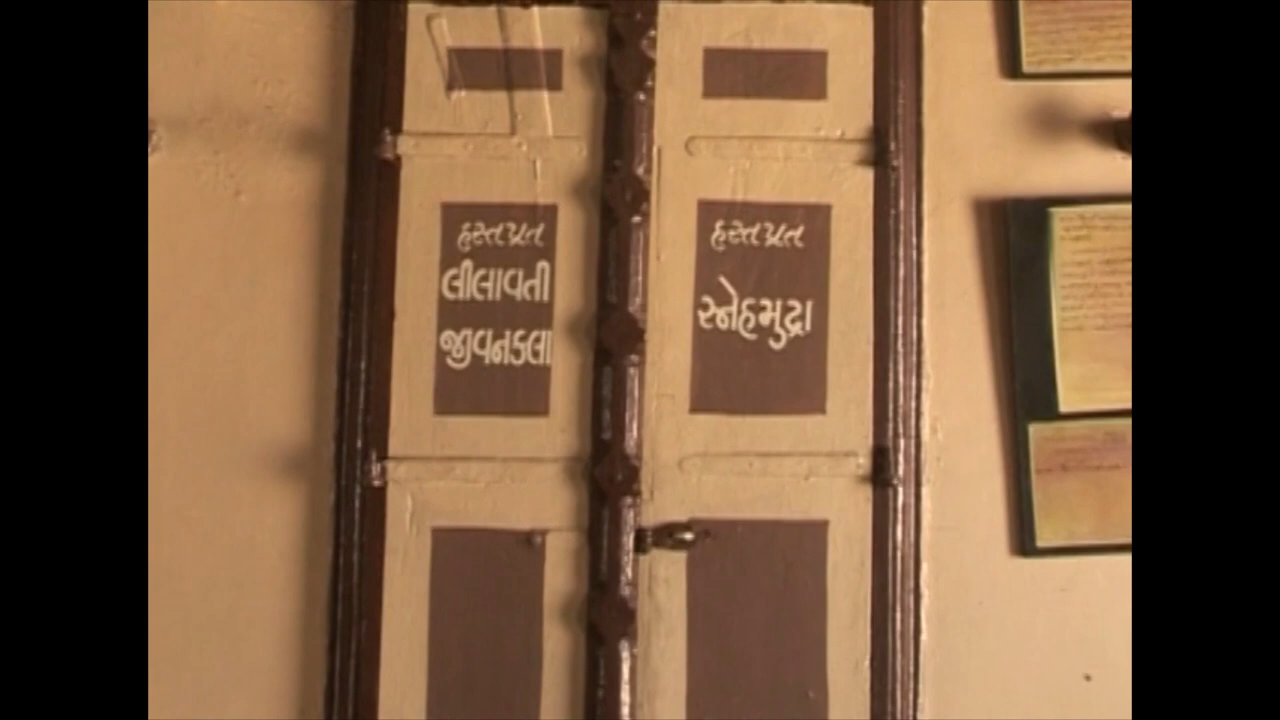 હસ્તપ્રત
લીલાવતી
જીવનકલા
હસ્તપ્રત
સ્નેહમુદ્રા